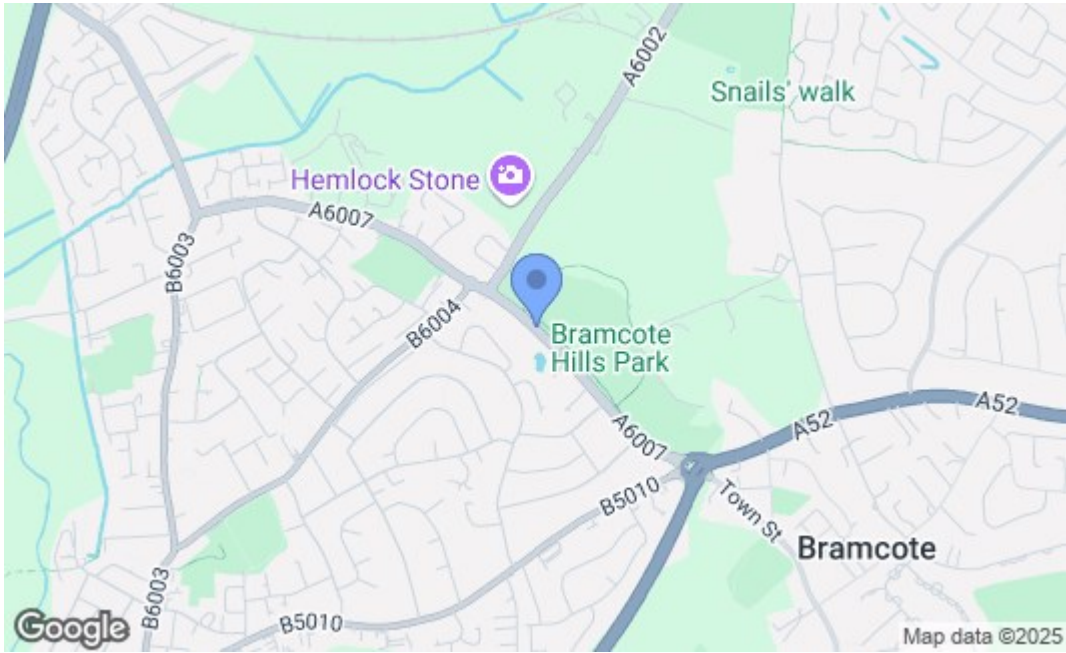 A6002
Snails' walk
Hemlock Stone
A6007
B6003
B6004
Bramcote
Hills Park
A6007
A52
A52
B5010
Town St
Bramcote
B6003
B5010
Google
Map data ©2025